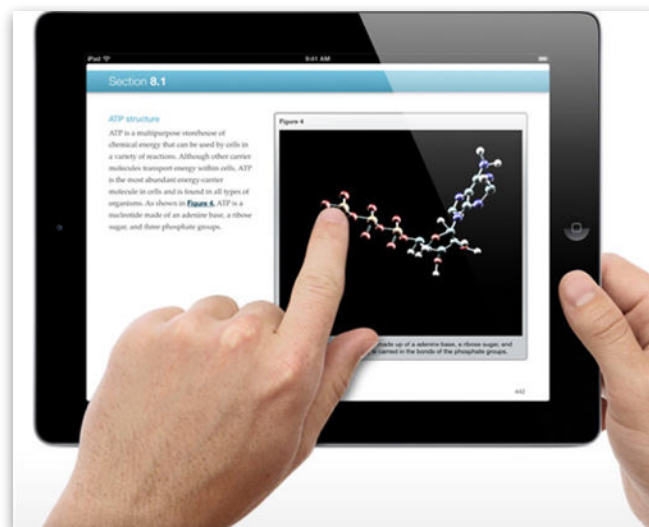 iPad
9:41 AM
Section 8.1
ATP structure
ATP is a multipurpose storehouse of
chemical energy that can be used by cells in
a variety of reactions. Although other carrier
molecules transport energy within cells, ATP
is the most abundant energy-carrier
molecule in cells and is found in all types of
organisms. As shown in Figure 4, ATP is a
nucleotide made of an adenine base, a ribose
sugar, and three phosphate groups.
Figure 4
made up of a adenine base, a ribose sugar, and
is carried in the bonds of the phosphate groups.
442